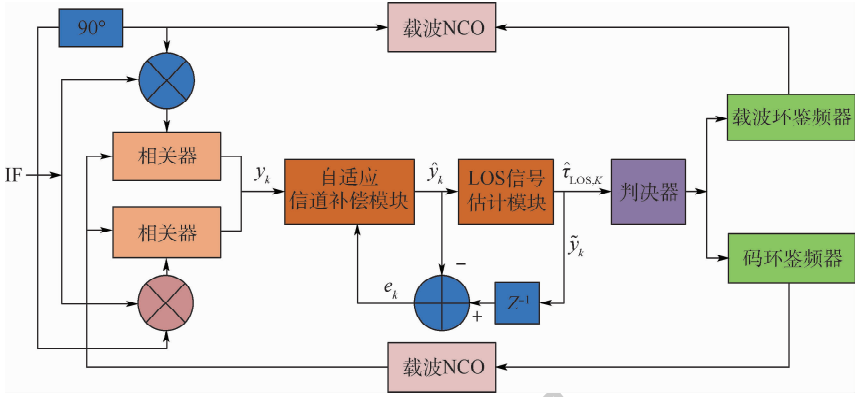 90°
载波NCO
载波环鉴频器
相关器
IF
y_k
自适应
信道补偿模块
ŷ_k
LOS信号
估计模块
τ̂_LOS,K
判决器
相关器
ỹ_k
码环鉴频器
−
e_k
+
Z⁻¹
载波NCO